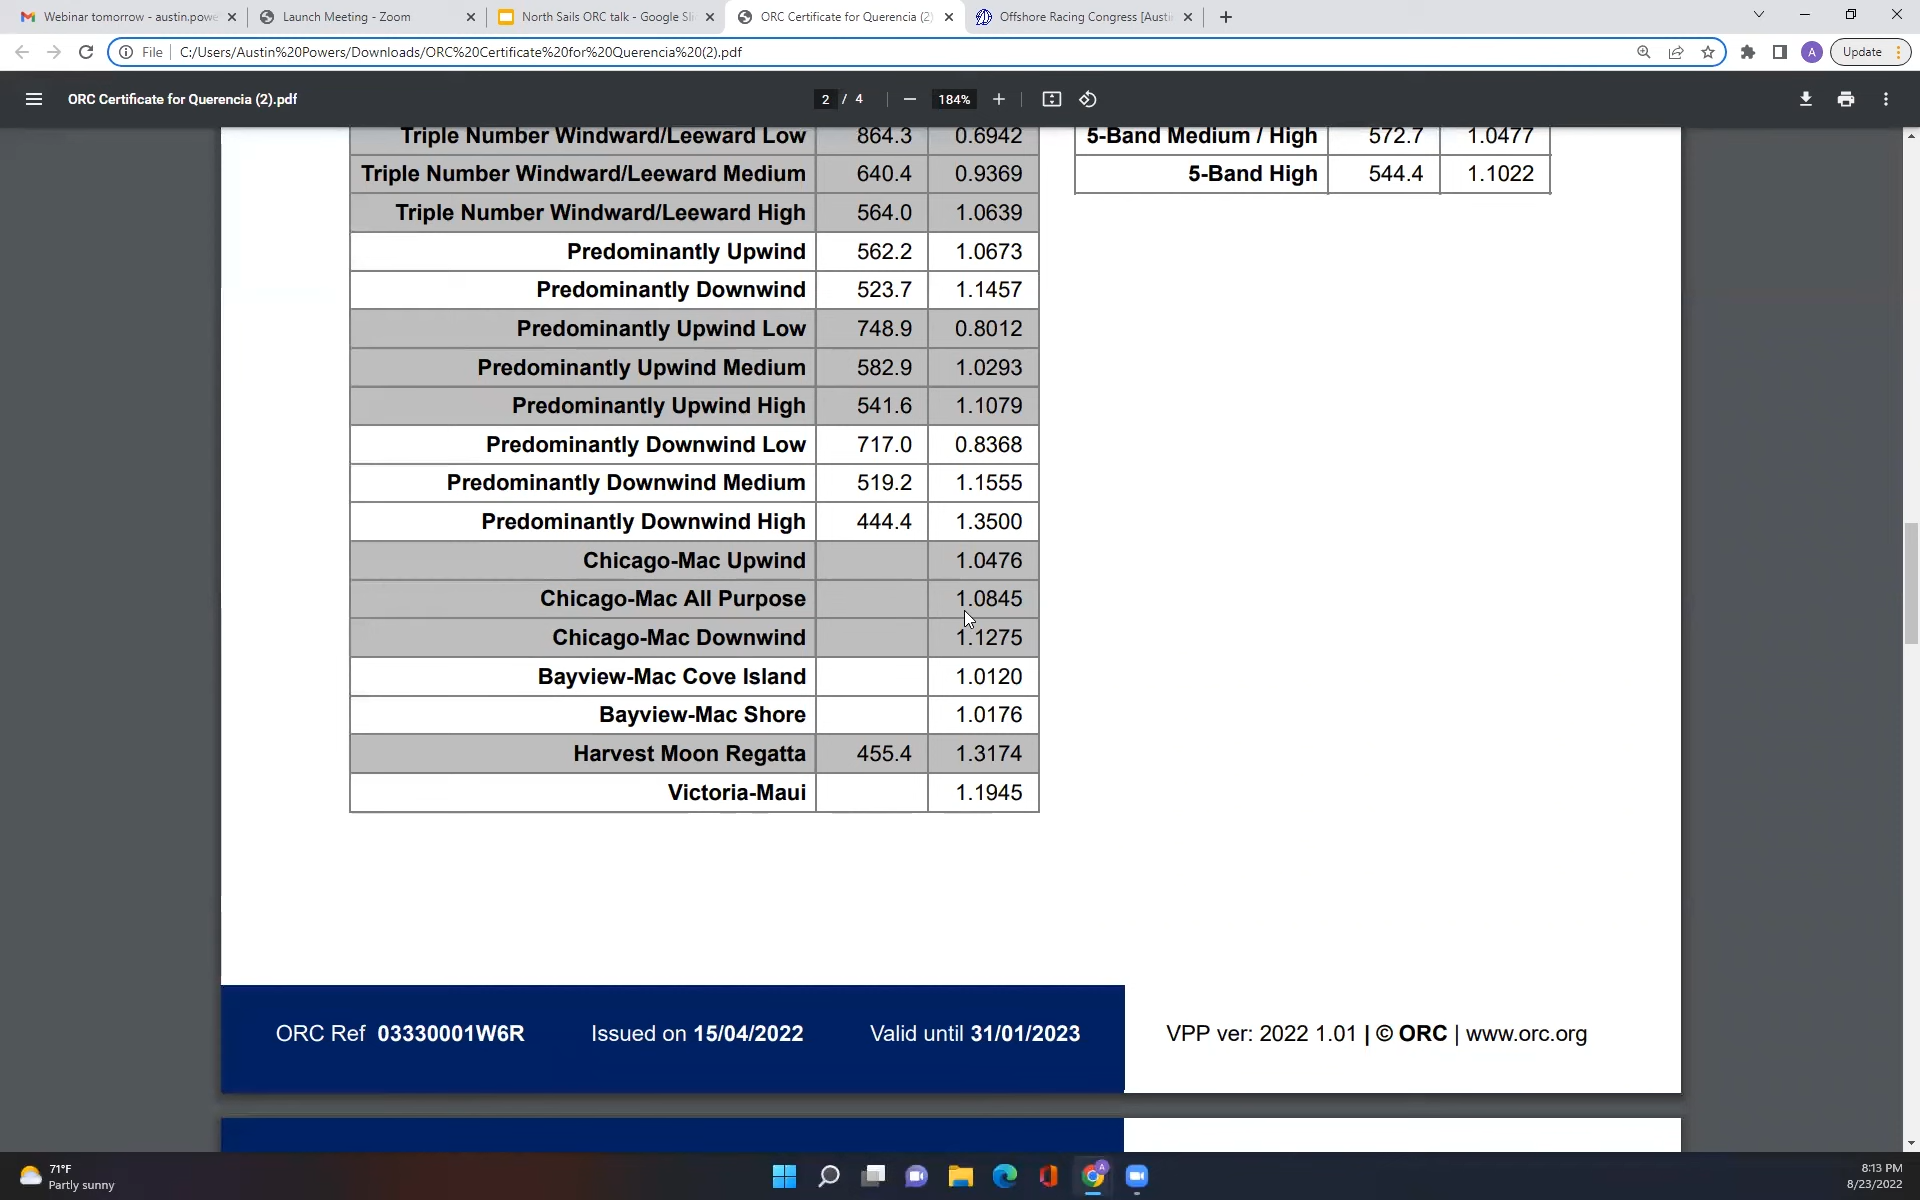 Webinar tomorrow - austin.powe
Launch Meeting - Zoom
North Sails ORC talk - Google Sli
ORC Certificate for Querencia (2)
Offshore Racing Congress [Austi
File C:/Users/Austin%20Powers/Downloads/ORC%20Certificate%20for%20Querencia%20(2).pdf
A
Update
ORC Certificate for Querencia (2).pdf
2 / 4
184%
Triple Number Windward/Leeward Low 864.3 0.6942
Triple Number Windward/Leeward Medium 640.4 0.9369
Triple Number Windward/Leeward High 564.0 1.0639
Predominantly Upwind 562.2 1.0673
Predominantly Downwind 523.7 1.1457
Predominantly Upwind Low 748.9 0.8012
Predominantly Upwind Medium 582.9 1.0293
Predominantly Upwind High 541.6 1.1079
Predominantly Downwind Low 717.0 0.8368
Predominantly Downwind Medium 519.2 1.1555
Predominantly Downwind High 444.4 1.3500
Chicago-Mac Upwind 1.0476
Chicago-Mac All Purpose 1.0845
Chicago-Mac Downwind 1.1275
Bayview-Mac Cove Island 1.0120
Bayview-Mac Shore 1.0176
Harvest Moon Regatta 455.4 1.3174
Victoria-Maui 1.1945
5-Band Medium / High 572.7 1.0477
5-Band High 544.4 1.1022
ORC Ref 03330001W6R Issued on 15/04/2022 Valid until 31/01/2023 VPP ver: 2022 1.01 | © ORC | www.orc.org
71°F
Partly sunny
A
8:13 PM
8/23/2022